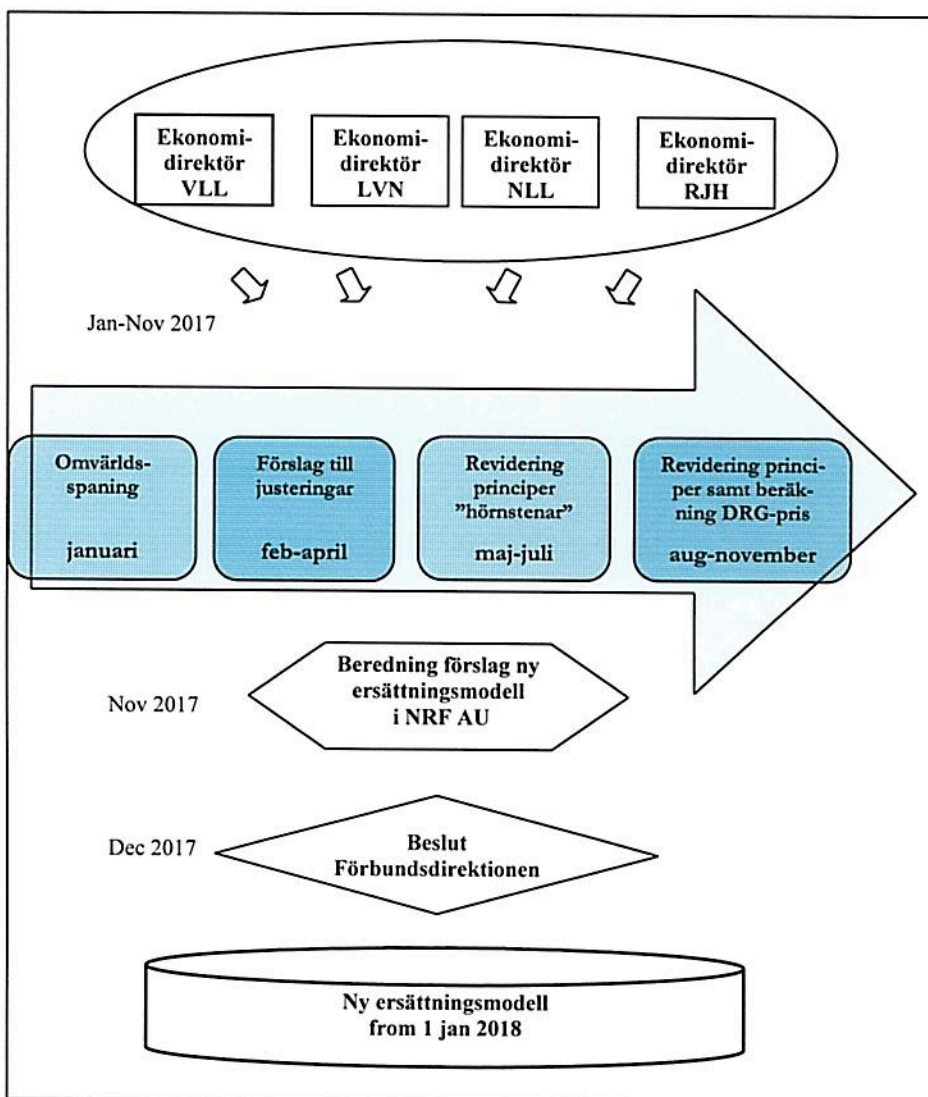 Ekonomi-
direktör
VLL
Ekonomi-
direktör
LVN
Ekonomi-
direktör
NLL
Ekonomi-
direktör
RJH
Jan-Nov 2017
Omvärlds-
spaning
januari
Förslag till
justeringar
feb-april
Revidering
principer
”hörnstenar”
maj-juli
Revidering princi-
per samt beräk-
ning DRG-pris
aug-november
Nov 2017
Beredning förslag ny
ersättningsmodell
i NRF AU
Dec 2017
Beslut
Förbundsdirektionen
Ny ersättningsmodell
from 1 jan 2018